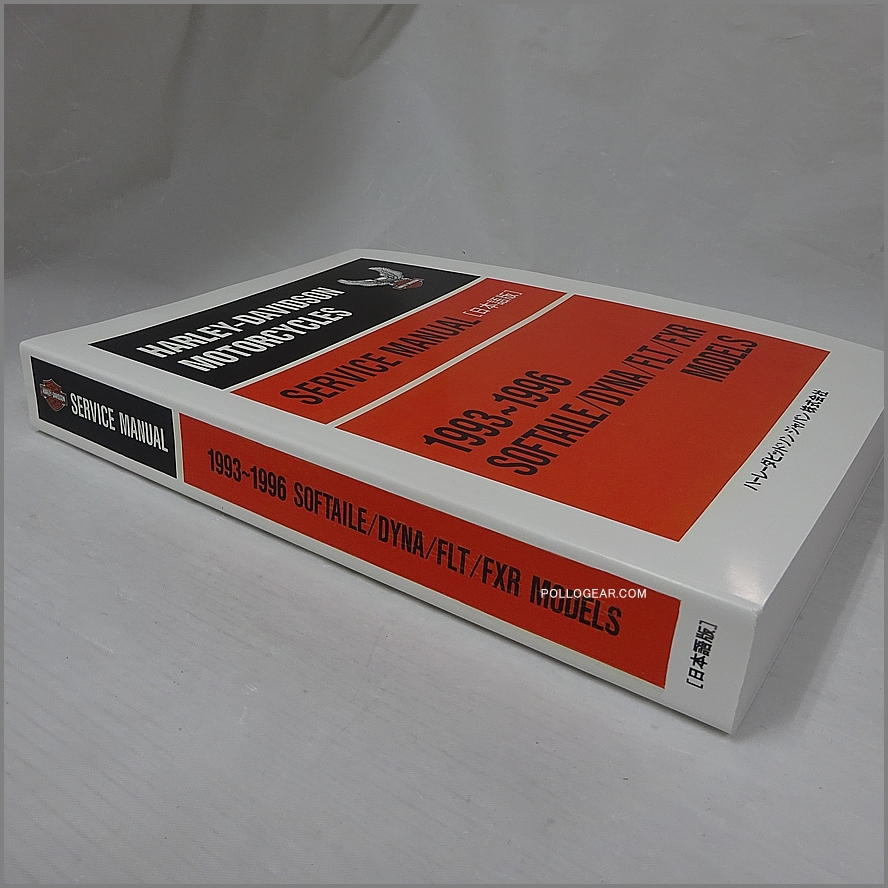 HARLEY-DAVIDSON
MOTORCYCLES
SERVICE MANUAL [日本語版]
1993~1996
SOFTAILE/DYNA/FLT/FXR
MODELS
ハーレーダビッドソン ジャパン 株式会社
HARLEY-DAVIDSON
SERVICE MANUAL
1993~1996 SOFTAILE/DYNA/FLT/FXR MODELS
[日本語版]
POLLOGEAR.COM